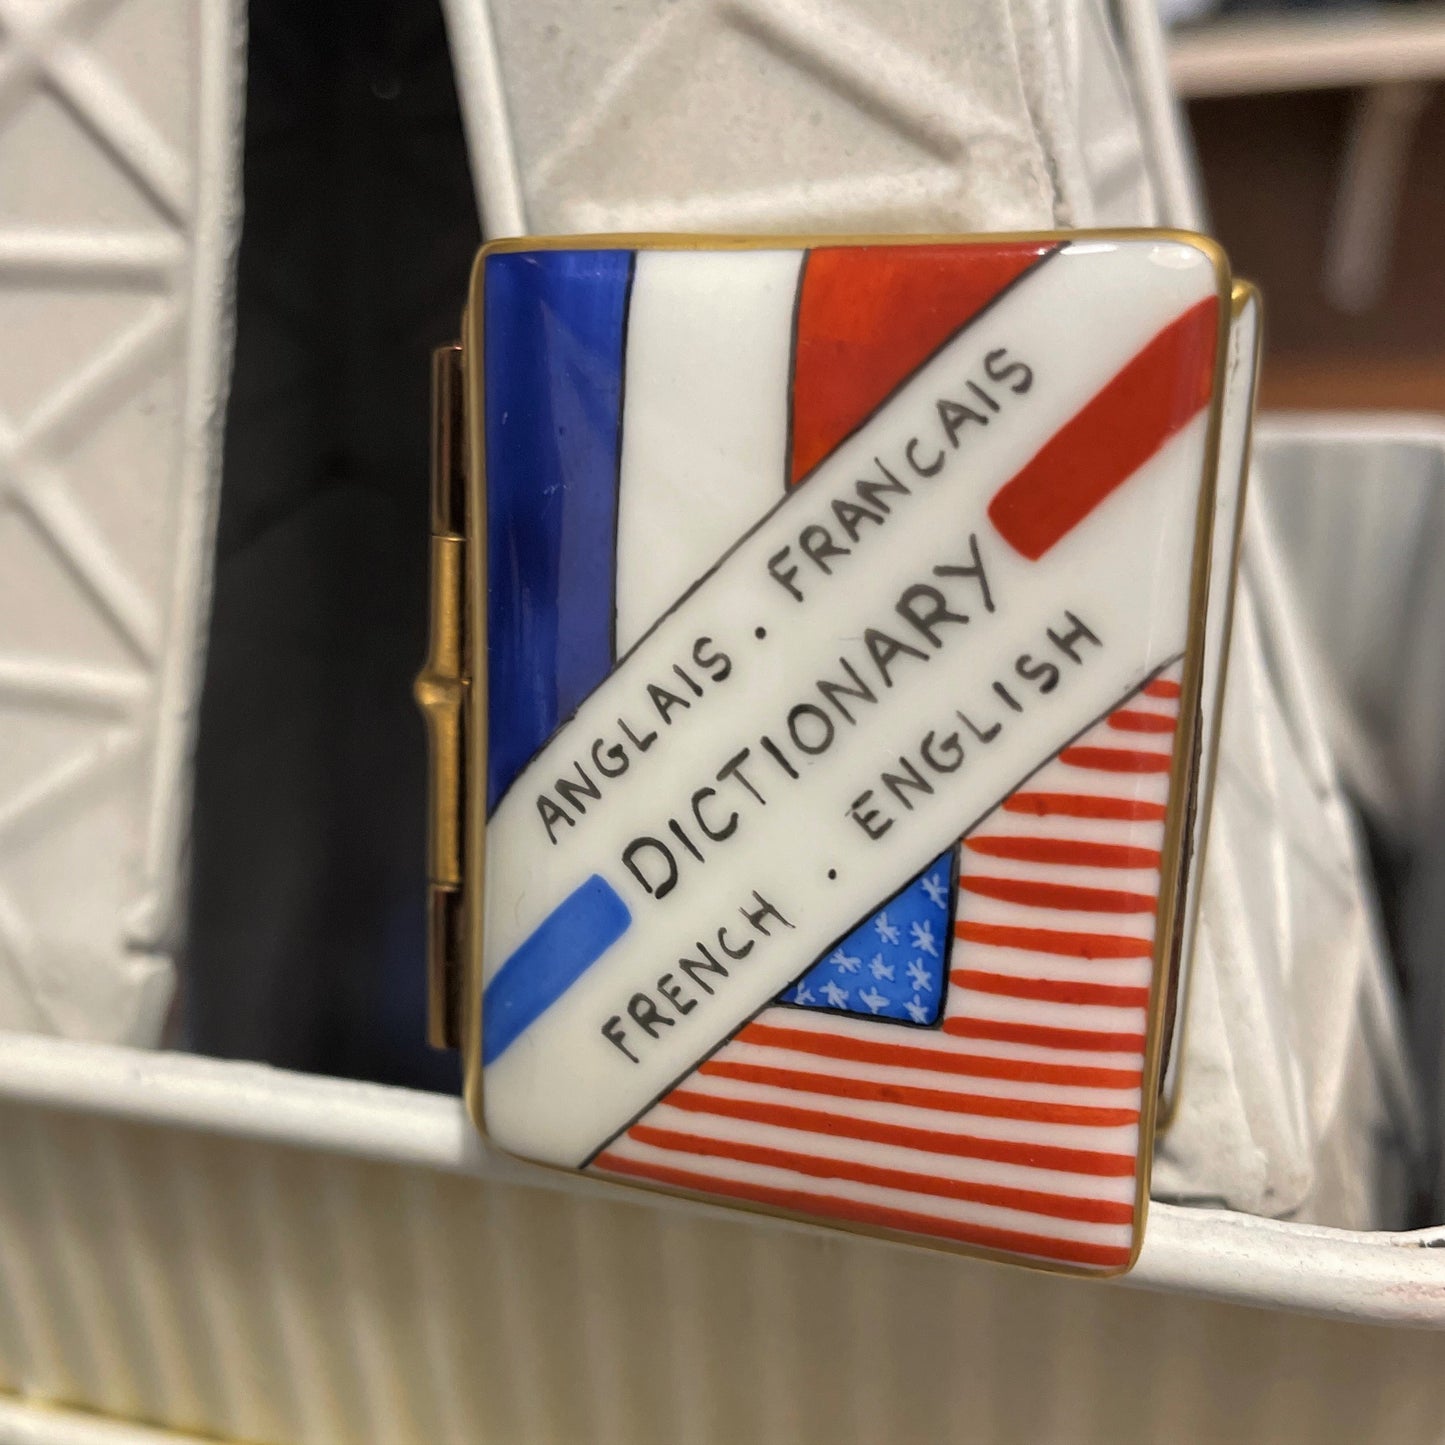 ANGLAIS . FRANCAIS
DICTIONARY
FRENCH . ENGLISH